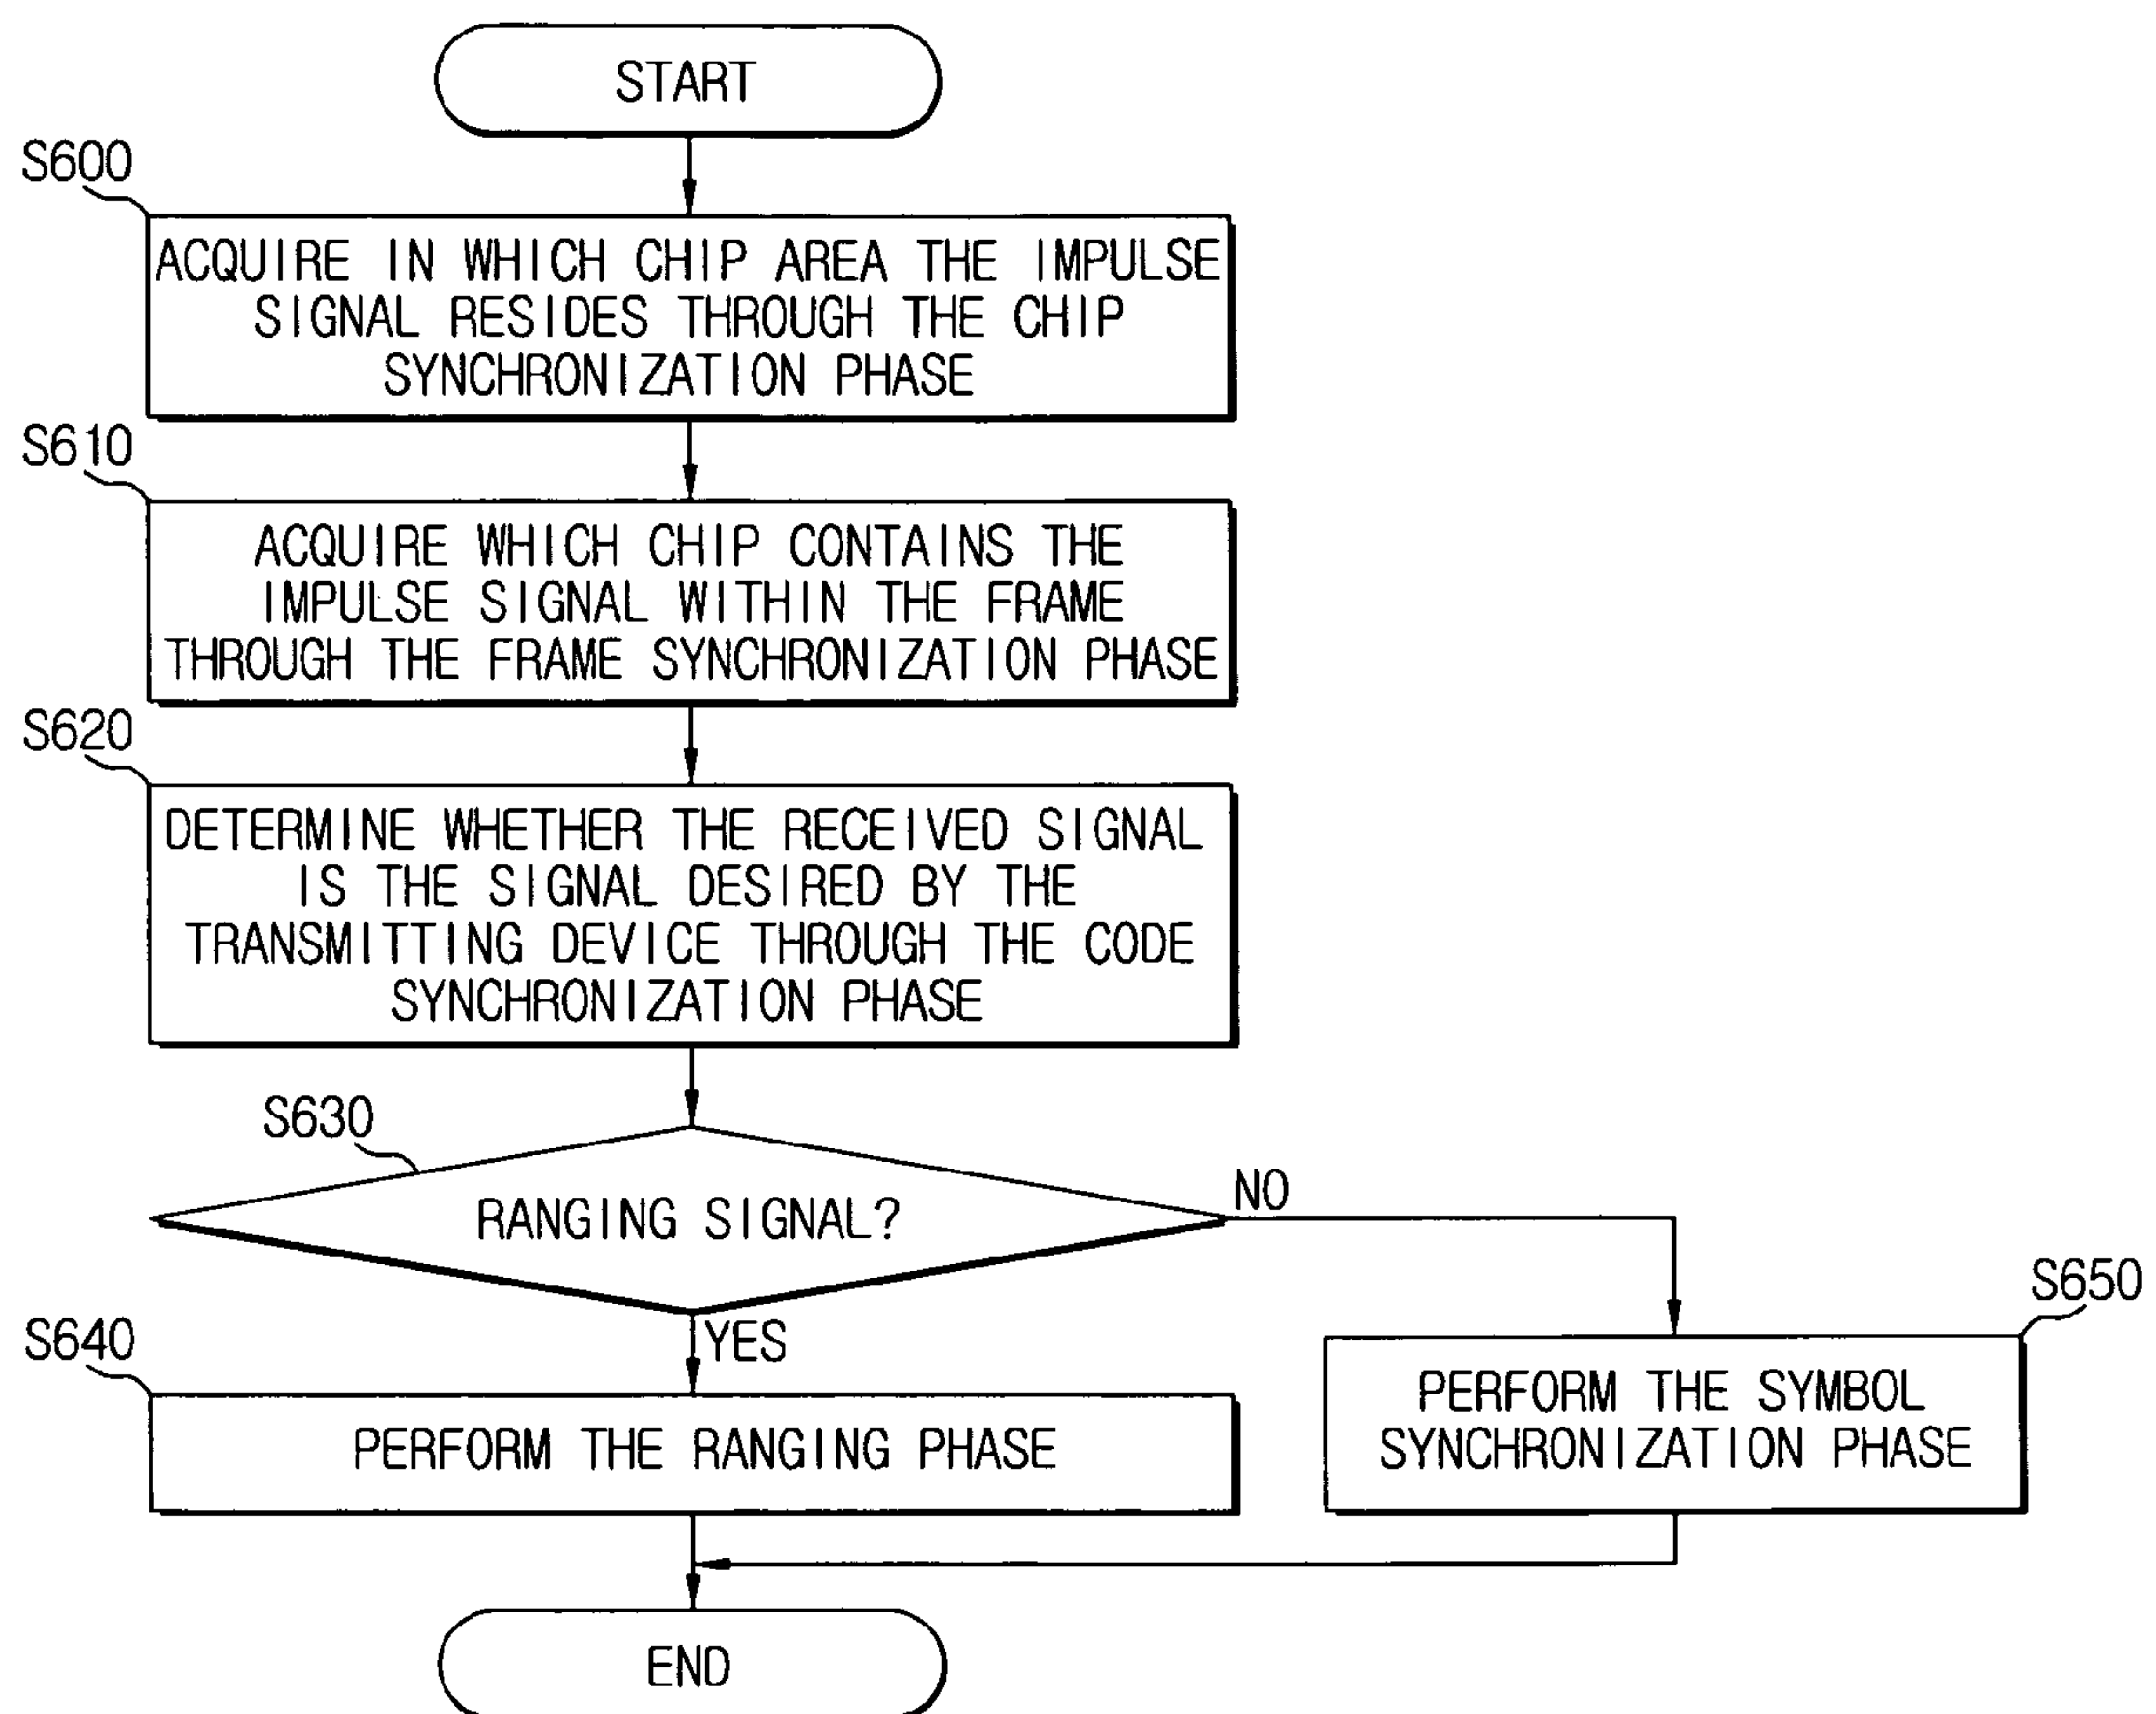 START
S600
ACQUIRE IN WHICH CHIP AREA THE IMPULSE
SIGNAL RESIDES THROUGH THE CHIP
SYNCHRONIZATION PHASE
S610
ACQUIRE WHICH CHIP CONTAINS THE
IMPULSE SIGNAL WITHIN THE FRAME
THROUGH THE FRAME SYNCHRONIZATION PHASE
S620
DETERMINE WHETHER THE RECEIVED SIGNAL
IS THE SIGNAL DESIRED BY THE
TRANSMITTING DEVICE THROUGH THE CODE
SYNCHRONIZATION PHASE
S630
RANGING SIGNAL?
NO
YES
S640
PERFORM THE RANGING PHASE
S650
PERFORM THE SYMBOL
SYNCHRONIZATION PHASE
END